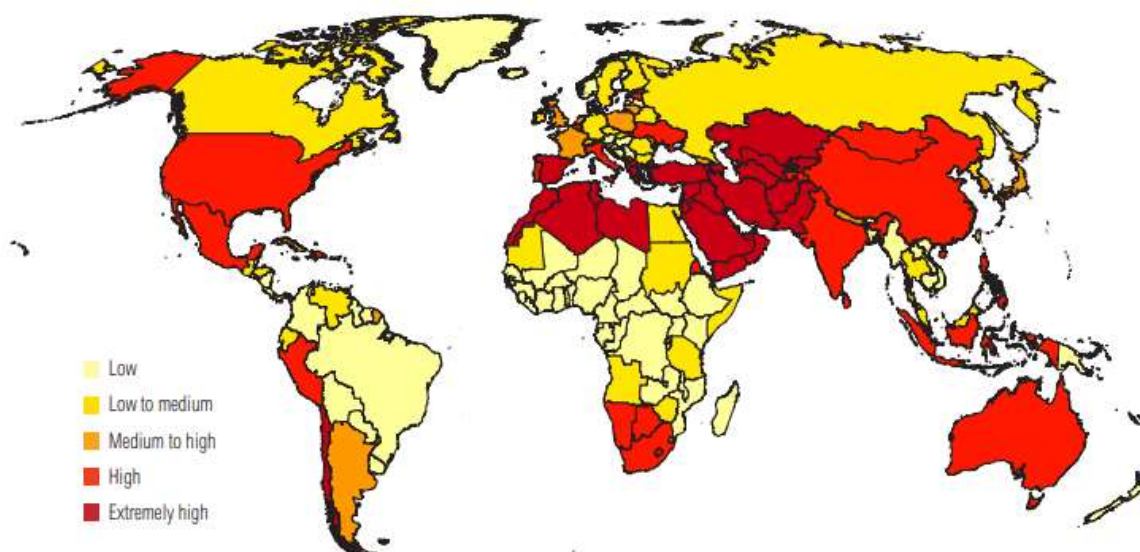 Low
Low to medium
Medium to high
High
Extremely high